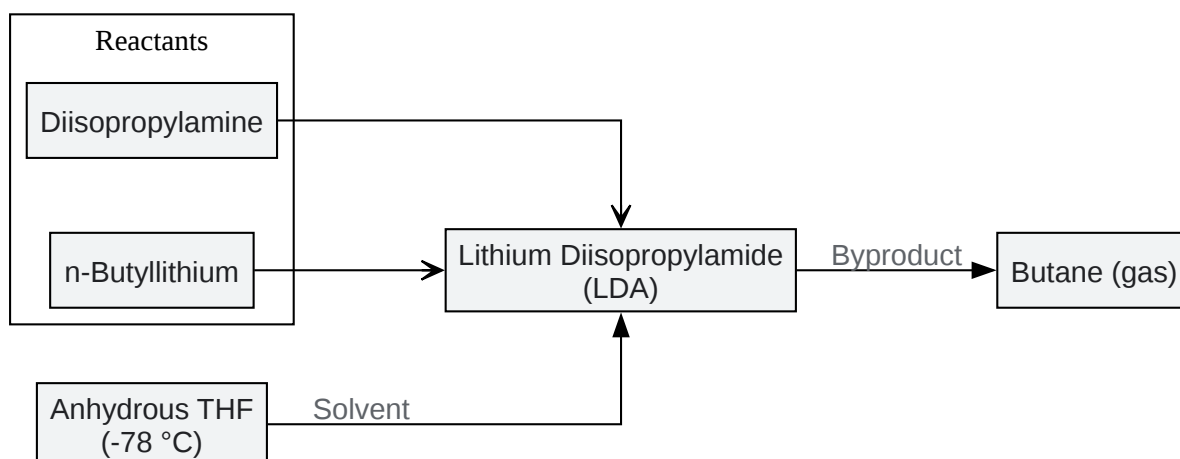 Reactants
Diisopropylamine
n-Butyllithium
Lithium Diisopropylamide
(LDA)
Byproduct
Butane (gas)
Anhydrous THF
(-78 °C)
Solvent